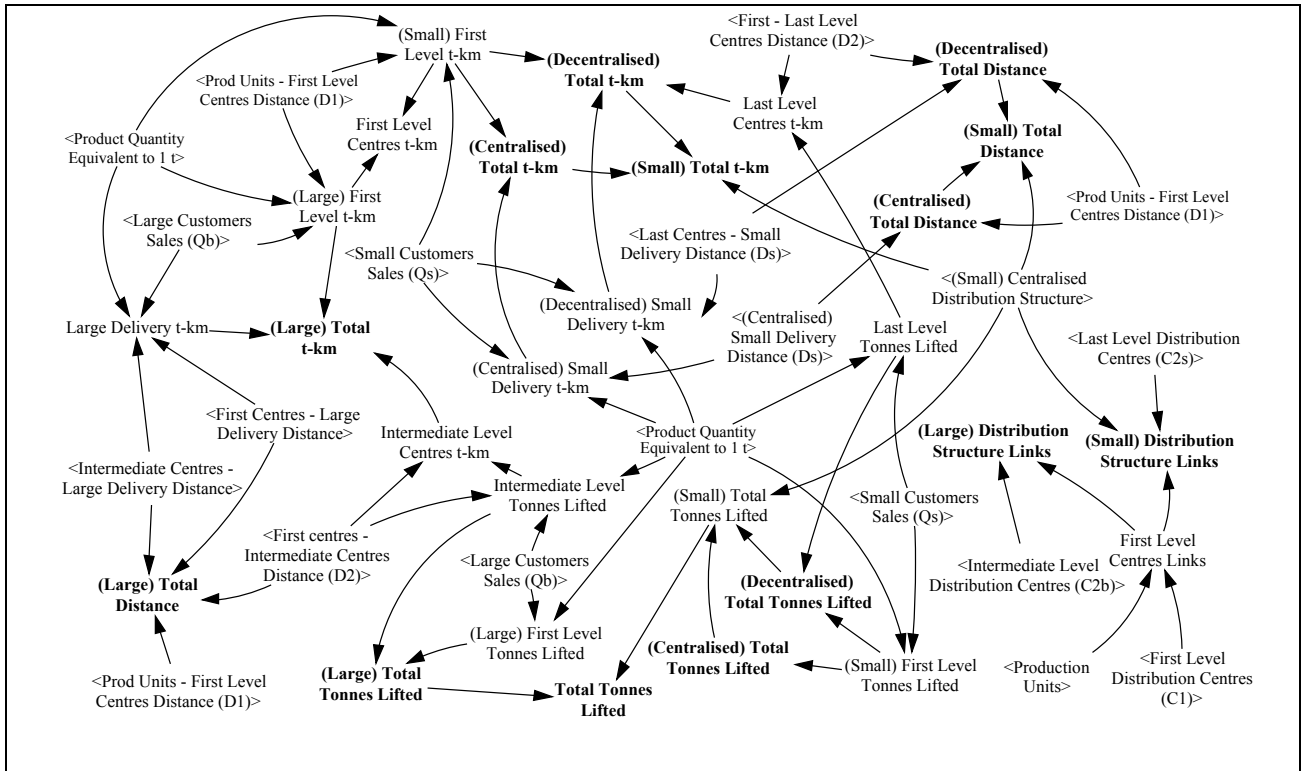 (Small) First
Level t-km
<First - Last Level
Centres Distance (D2)>
(Decentralised)
Total Distance
(Decentralised)
Total t-km
<Prod Units - First Level
Centres Distance (D1)>
Last Level
Centres t-km
First Level
Centres t-km
(Small) Total
Distance
<Product Quantity
Equivalent to 1 t>
(Centralised)
Total t-km
(Small) Total t-km
(Large) First
Level t-km
(Centralised)
Total Distance
<Prod Units - First Level
Centres Distance (D1)>
<Large Customers
Sales (Qb)>
<Small Customers
Sales (Qs)>
<Last Centres - Small
Delivery Distance (Ds)>
<(Small) Centralised
Distribution Structure>
(Decentralised) Small
Delivery t-km
Large Delivery t-km
(Large) Total
t-km
<(Centralised)
Small Delivery
Distance (Ds)>
Last Level
Tonnes Lifted
<Last Level Distribution
Centres (C2s)>
(Centralised) Small
Delivery t-km
<First Centres - Large
Delivery Distance>
Intermediate Level
Centres t-km
<Product Quantity
Equivalent to 1 t>
(Large) Distribution
Structure Links
(Small) Distribution
Structure Links
<Intermediate Centres -
Large Delivery Distance>
Intermediate Level
Tonnes Lifted
(Small) Total
Tonnes Lifted
<Small Customers
Sales (Qs)>
<First centres -
Intermediate Centres
Distance (D2)>
<Large Customers
Sales (Qb)>
First Level
Centres Links
<Intermediate Level
Distribution Centres (C2b)>
(Large) Total
Distance
(Decentralised)
Total Tonnes Lifted
(Large) First Level
Tonnes Lifted
(Centralised) Total
Tonnes Lifted
(Small) First Level
Tonnes Lifted
<Production
Units>
<First Level
Distribution Centres
(C1)>
(Large) Total
Tonnes Lifted
Total Tonnes
Lifted
<Prod Units - First Level
Centres Distance (D1)>